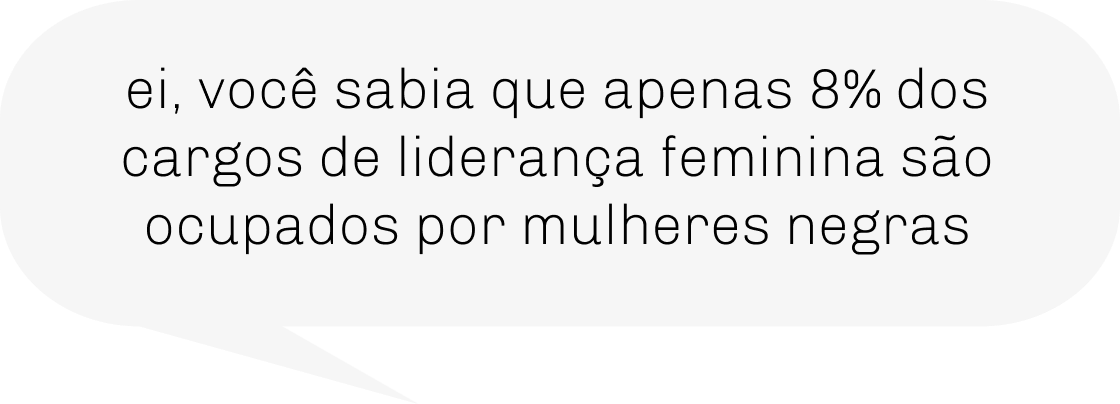 ei, você sabia que apenas 8% dos
cargos de liderança feminina são
ocupados por mulheres negras